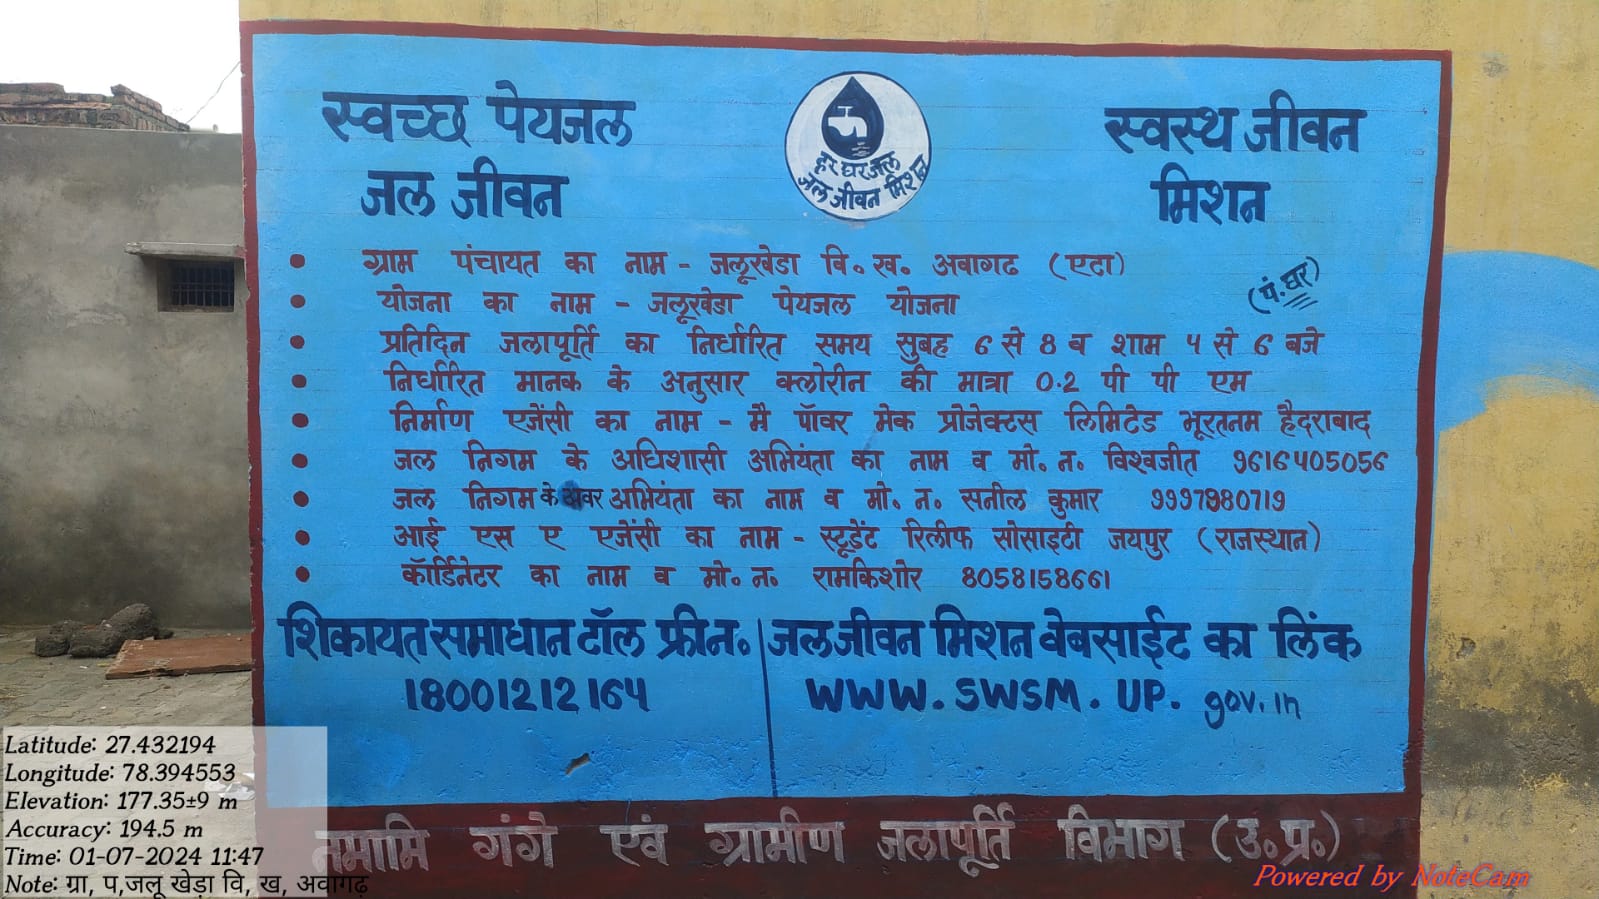 स्वच्छ पेयजल
जल जीवन
हर घर जल
जल जीवन मिशन
स्वस्थ जीवन
मिशन
• ग्राम पंचायत का नाम - जलूखेडा वि॰ ख॰ अवागढ (एटा)
(पं. घर)
• योजना का नाम - जलूखेडा पेयजल योजना
• प्रतिदिन जलापूर्ति का निर्धारित समय सुबह 6 से 8 व शाम 4 से 6 बजे
• निर्धारित मानक के अनुसार क्लोरीन की मात्रा 0.2 पी पी एम
• निर्माण एजेंसी का नाम - मै पॉवर मेक प्रोजेक्टस लिमिटेड भूरतनम हैदराबाद
• जल निगम के अधिशासी अभियंता का नाम व मो॰ न॰ विश्वजीत 9616405056
• जल निगम के अवर अभियंता का नाम व मो॰ न॰ सनील कुमार 9997980719
• आई एस ए एजेंसी का नाम - स्टूडेंट रिलीफ सोसाइटी जयपुर (राजस्थान)
• कॉर्डिनेटर का नाम व मो॰ न॰ रामकिशोर 8058158661
शिकायत समाधान टॉल फ्री न॰
18001212164
जल जीवन मिशन वेबसाईट का लिंक
WWW. SWSM. UP. gov.in
नमामि गंगे एवं ग्रामीण जलापूर्ति विभाग (उ॰प्र॰)
Latitude: 27.432194
Longitude: 78.394553
Elevation: 177.35±9 m
Accuracy: 194.5 m
Time: 01-07-2024 11:47
Note: ग्रा, प,जलू खेड़ा वि, ख, अवागढ़
Powered by NoteCam